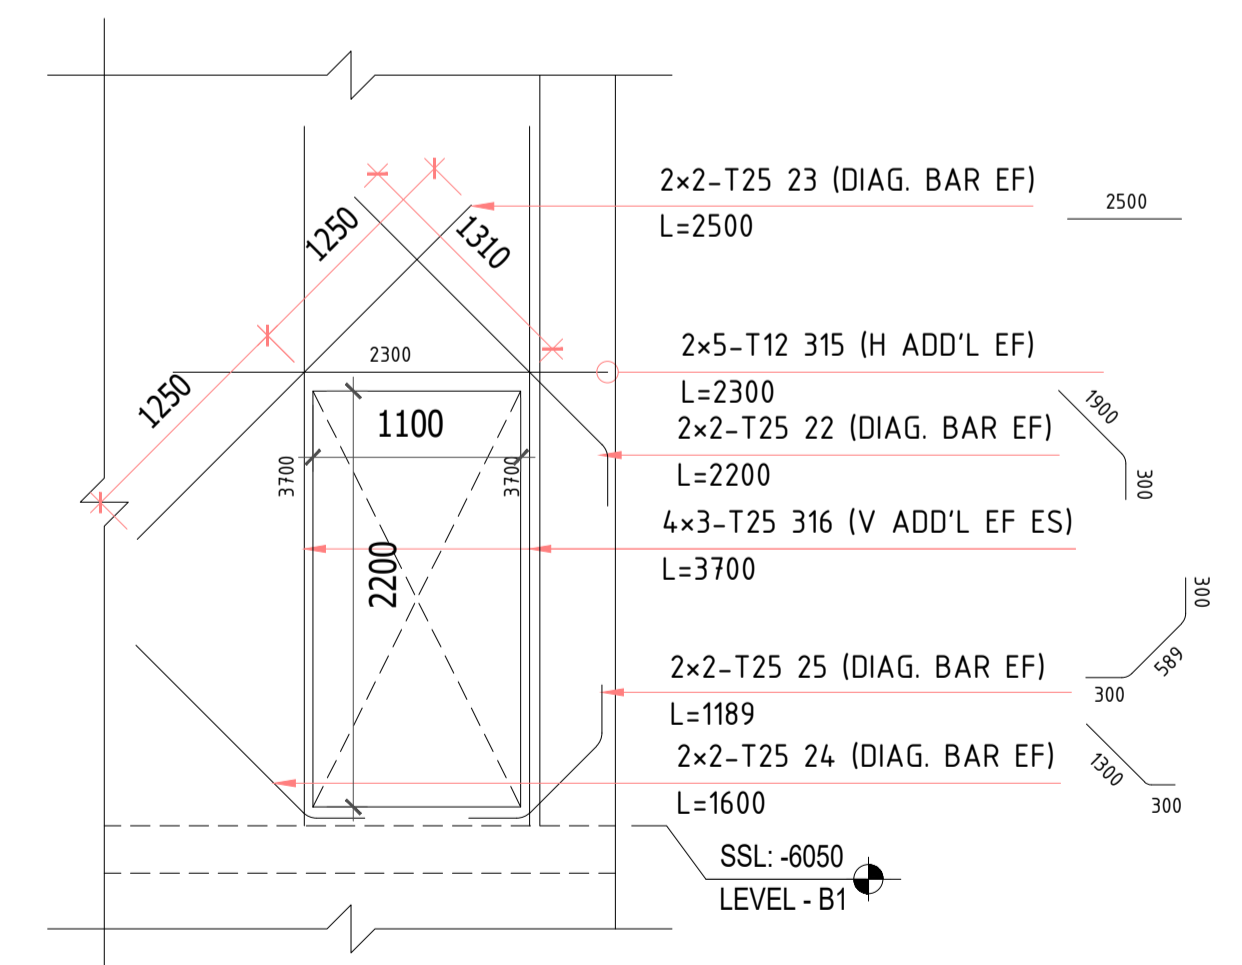 2×2-T25 23 (DIAG. BAR EF)
L=2500
2500
1250
1310
1250
2300
2×5-T12 315 (H ADD'L EF)
L=2300
1100
2×2-T25 22 (DIAG. BAR EF)
L=2200
1900
300
3700
3700
4×3-T25 316 (V ADD'L EF ES)
L=3700
2200
2×2-T25 25 (DIAG. BAR EF)
L=1189
300
589
300
2×2-T25 24 (DIAG. BAR EF)
L=1600
1300
300
SSL: -6050
LEVEL - B1